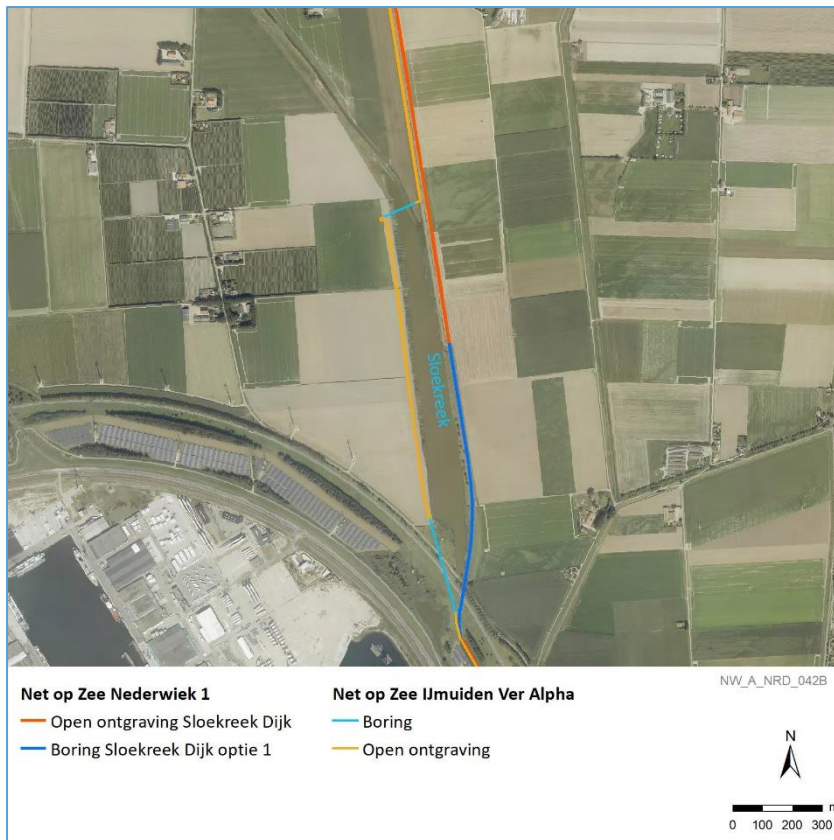 Sloekreek
NW_A_NRD_042B
Net op Zee Nederwiek 1
Open ontgraving Sloekreek Dijk
Boring Sloekreek Dijk optie 1
Net op Zee IJmuiden Ver Alpha
Boring
Open ontgraving
N
m
0 100 200 300